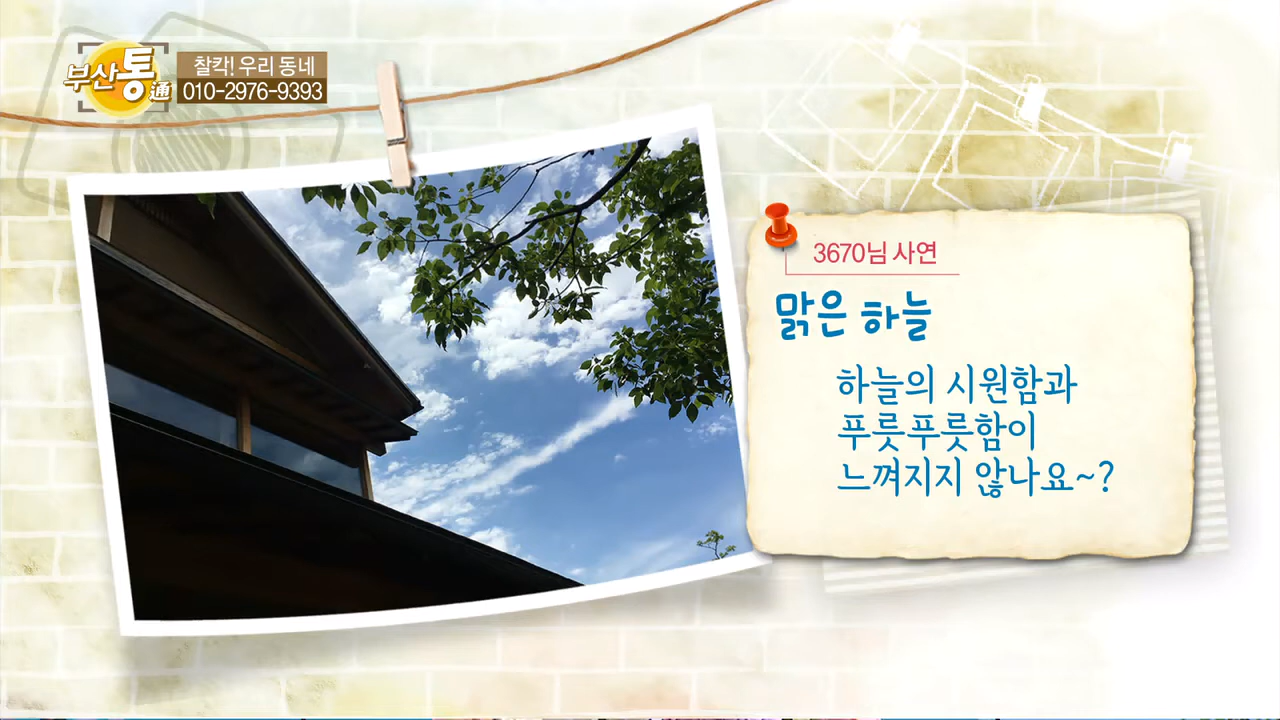 부산통通
찰칵! 우리 동네
010-2976-9393
3670님 사연
맑은 하늘
하늘의 시원함과
푸릇푸릇함이
느껴지지 않나요~?